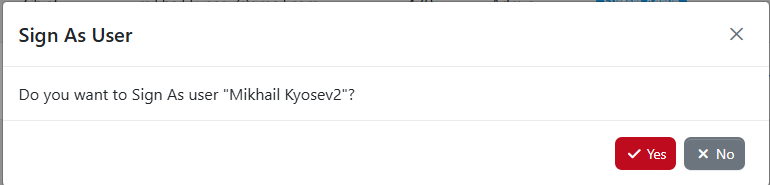 Sign As User
Do you want to Sign As user "Mikhail Kyosev2"?
Yes
No